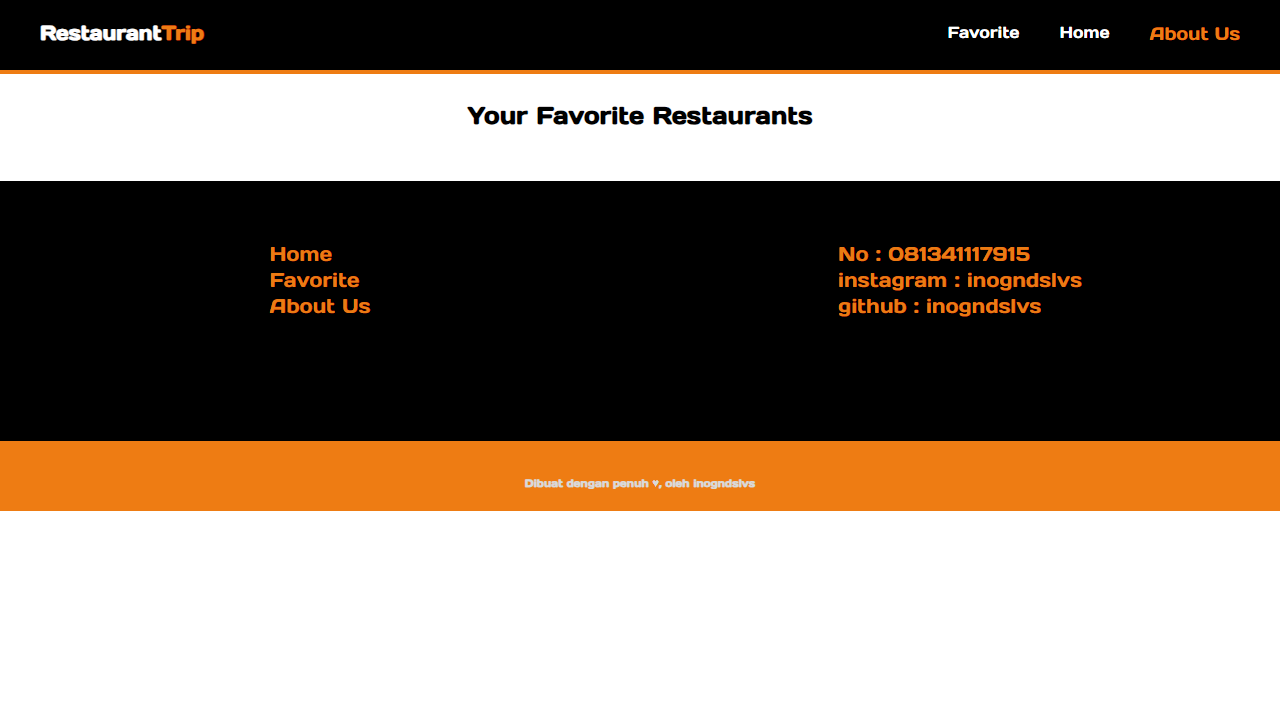 RestaurantTrip
Favorite
Home
About Us
Your Favorite Restaurants
Home
Favorite
About Us
No : 081341117915
instagram : inogndslvs
github : inogndslvs
Dibuat dengan penuh ♥, oleh inogndslvs